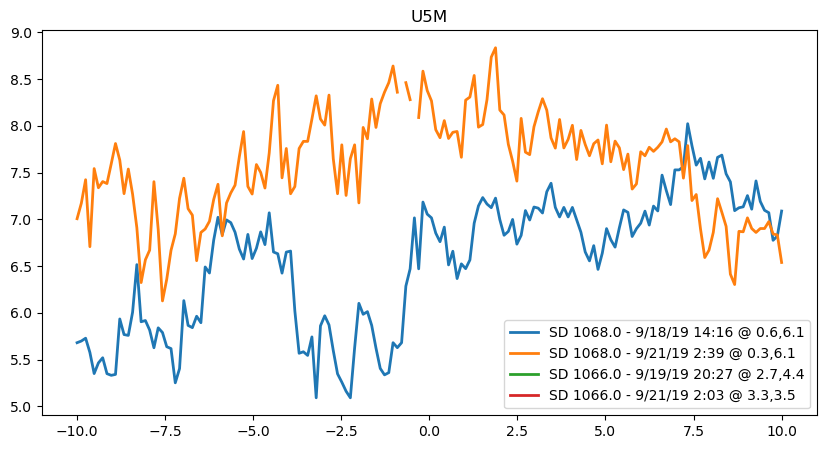 U5M
9.0
8.5
8.0
7.5
7.0
6.5
6.0
5.5
5.0
−10.0 −7.5 −5.0 −2.5 0.0 2.5 5.0 7.5 10.0
SD 1068.0 - 9/18/19 14:16 @ 0.6,6.1
SD 1068.0 - 9/21/19 2:39 @ 0.3,6.1
SD 1066.0 - 9/19/19 20:27 @ 2.7,4.4
SD 1066.0 - 9/21/19 2:03 @ 3.3,3.5